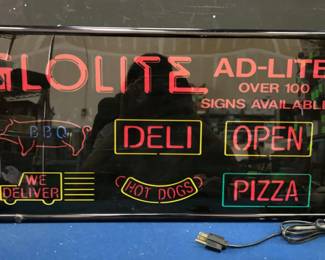 GLOLITE AD-LITE
OVER 100
SIGNS AVAILABLE
BBQ
DELI
OPEN
WE
DELIVER
HOT DOGS
PIZZA